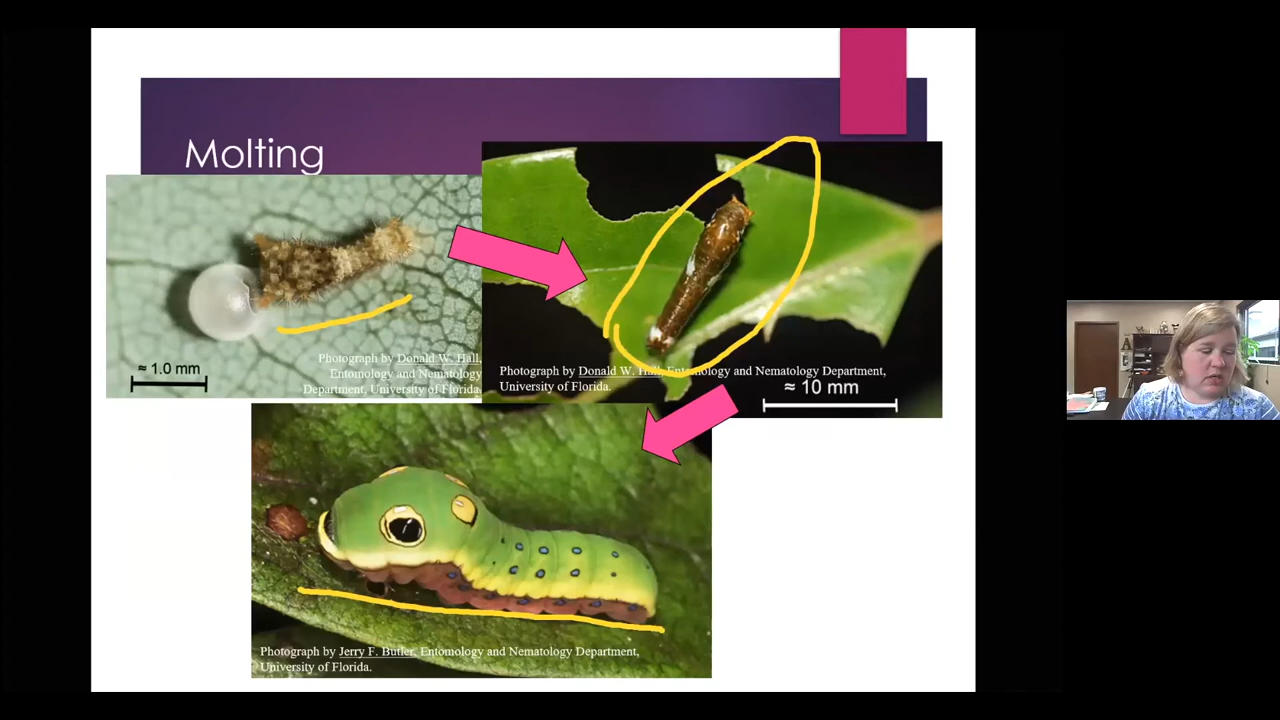 Molting
≈ 1.0 mm
Photograph by Donald W. Hall,
Entomology and Nematology
Department, University of Florida.
Photograph by Donald W. Hall, Entomology and Nematology Department,
University of Florida.
≈ 10 mm
Photograph by Jerry F. Butler, Entomology and Nematology Department,
University of Florida.